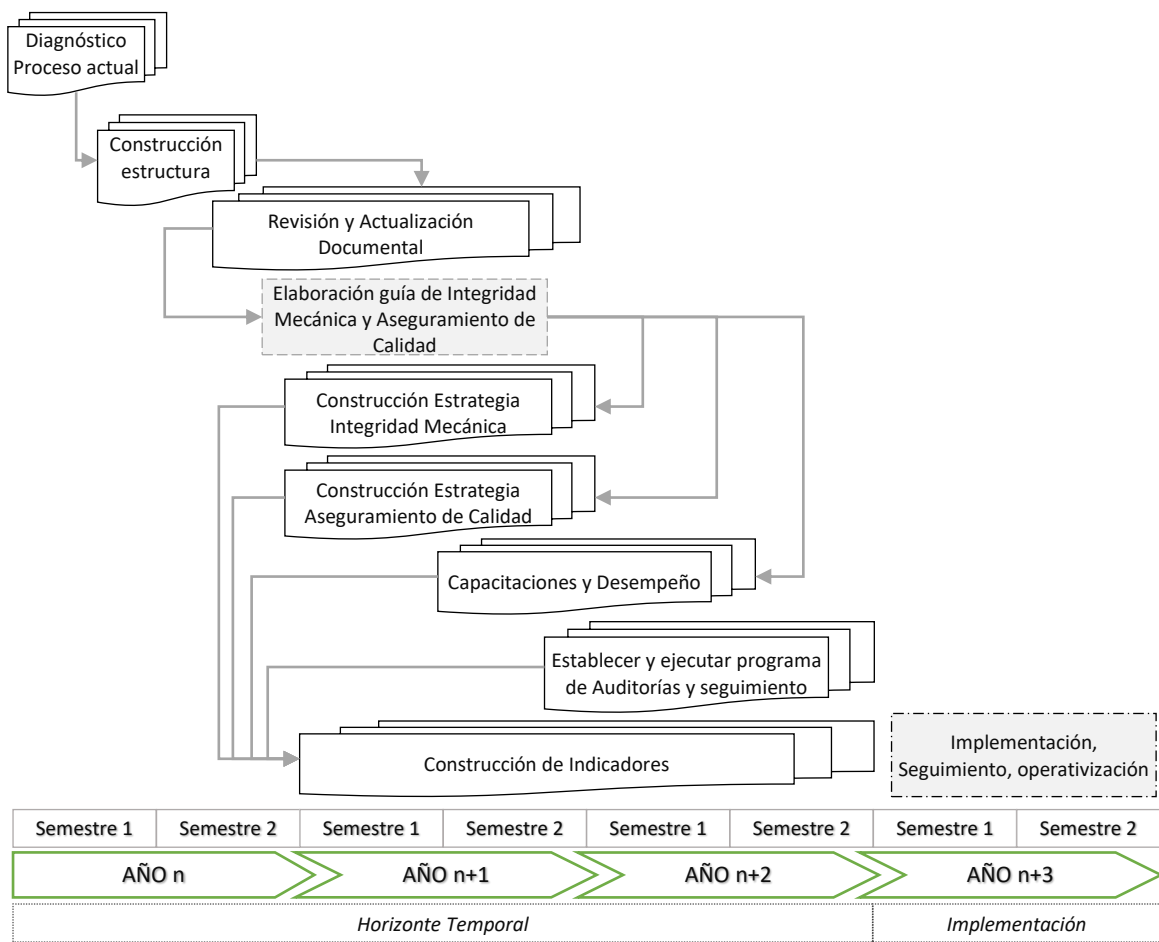 Diagnóstico
Proceso actual
Construcción
estructura
Revisión y Actualización
Documental
Elaboración guía de Integridad
Mecánica y Aseguramiento de
Calidad
Construcción Estrategia
Integridad Mecánica
Construcción Estrategia
Aseguramiento de Calidad
Capacitaciones y Desempeño
Establecer y ejecutar programa
de Auditorías y seguimiento
Construcción de Indicadores
Implementación,
Seguimiento, operativización
Semestre 1 Semestre 2 Semestre 1 Semestre 2 Semestre 1 Semestre 2 Semestre 1 Semestre 2
AÑO n AÑO n+1 AÑO n+2 AÑO n+3
Horizonte Temporal Implementación